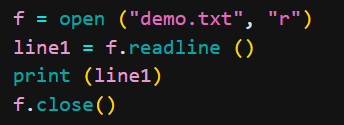 f = open ("demo.txt", "r")
line1 = f.readline ()
print (line1)
f.close()